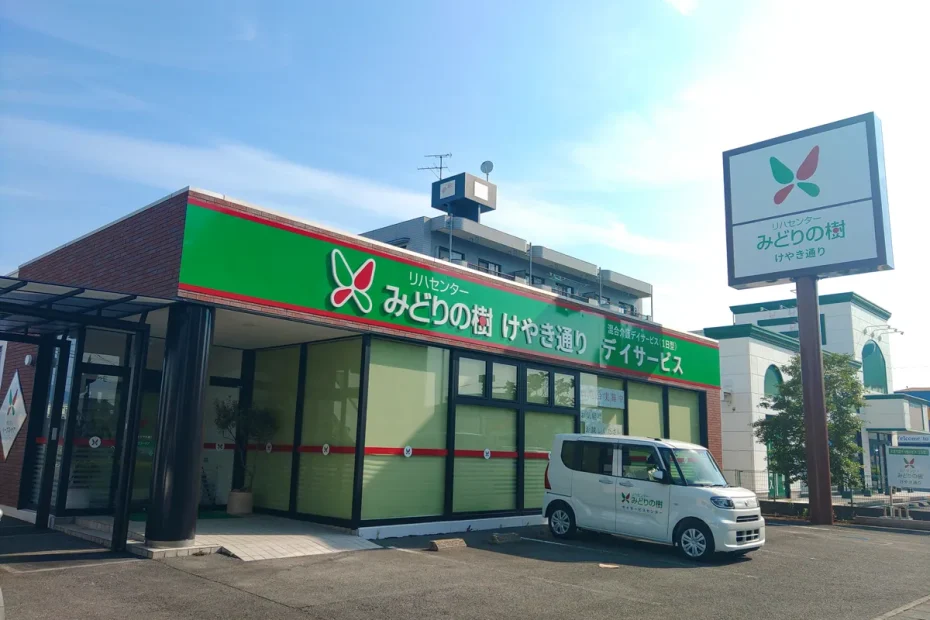 リハセンター
みどりの樹 けやき通り
混合介護デイサービス(1日型)
デイサービス
リハセンター
みどりの樹
けやき通り
みどりの樹